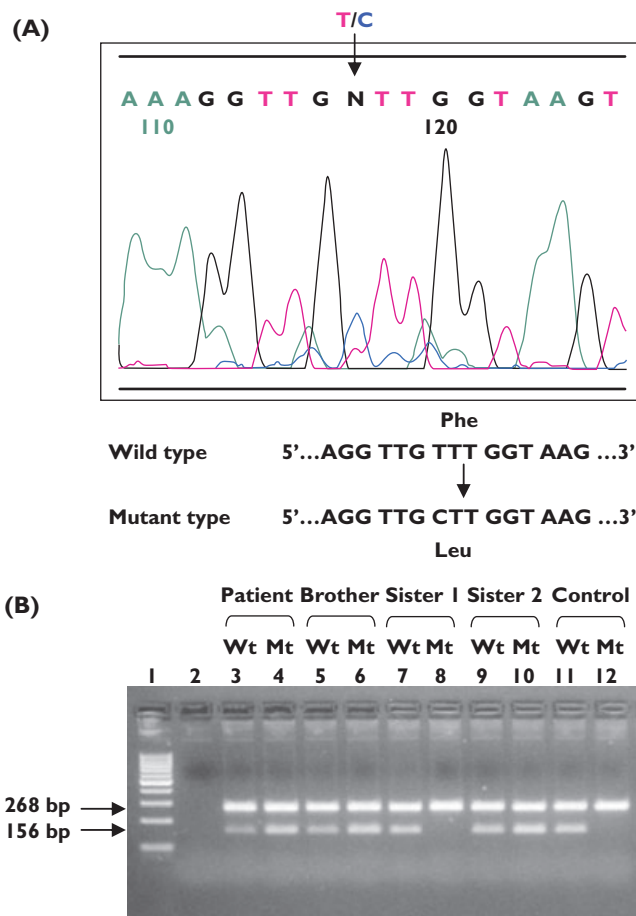 (A)
T/C
A A A G G T T G N T T G G T A A G T
110 120
Phe
Wild type 5’...AGG TTG TTT GGT AAG ...3’
Mutant type 5’...AGG TTG CTT GGT AAG ...3’
Leu
(B)
Patient Brother Sister 1 Sister 2 Control
Wt Mt Wt Mt Wt Wt Mt Wt Mt
1 2 3 4 5 6 7 8 9 10 11 12
268 bp
156 bp